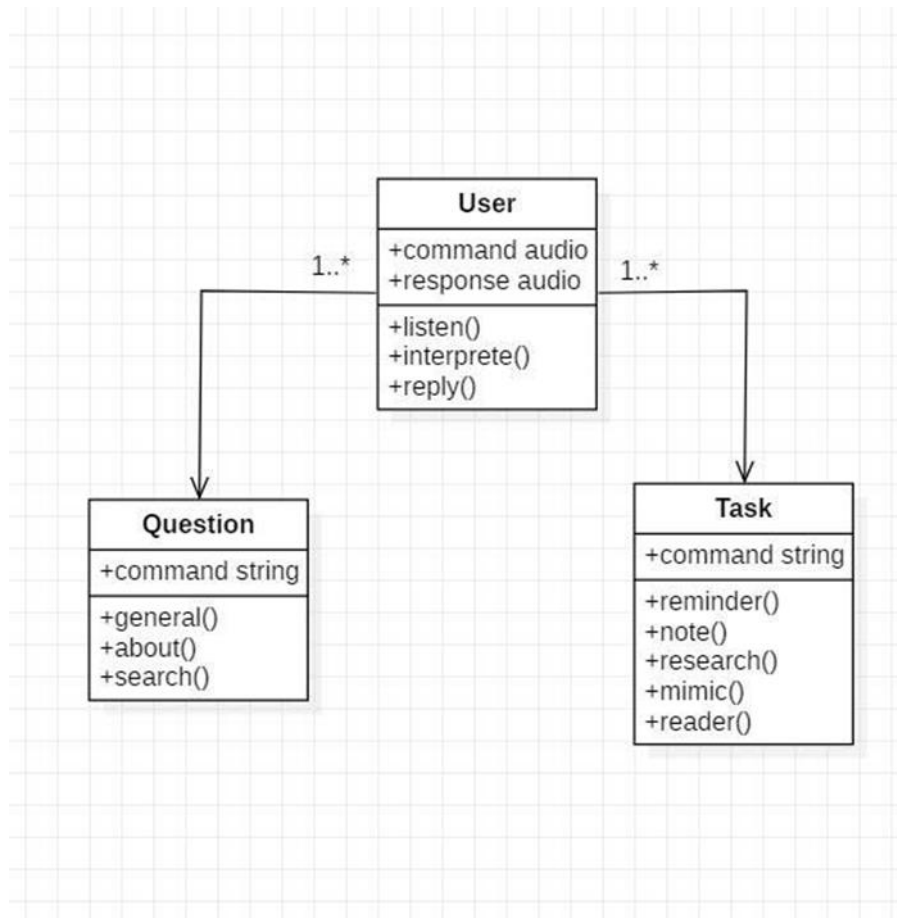 User
+command audio
+response audio
+listen()
+interprete()
+reply()
1..*
1..*
Question
+command string
+general()
+about()
+search()
Task
+command string
+reminder()
+note()
+research()
+mimic()
+reader()